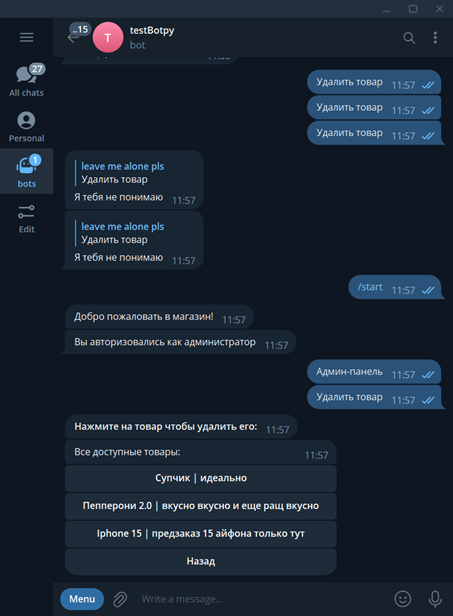 ..15
testBotpy
bot
27
All chats
Personal
1
bots
Edit
Удалить товар 11:57
Удалить товар 11:57
Удалить товар 11:57
leave me alone pls
Удалить товар
Я тебя не понимаю 11:57
leave me alone pls
Удалить товар
Я тебя не понимаю 11:57
/start 11:57
Добро пожаловать в магазин! 11:57
Вы авторизовались как администратор 11:57
Админ-панель 11:57
Удалить товар 11:57
Нажмите на товар чтобы удалить его: 11:57
Все доступные товары: 11:57
Супчик | идеально
Пепперони 2.0 | вкусно вкусно и еще ращ вкусно
Iphone 15 | предзаказ 15 айфона только тут
Назад
Menu
Write a message...